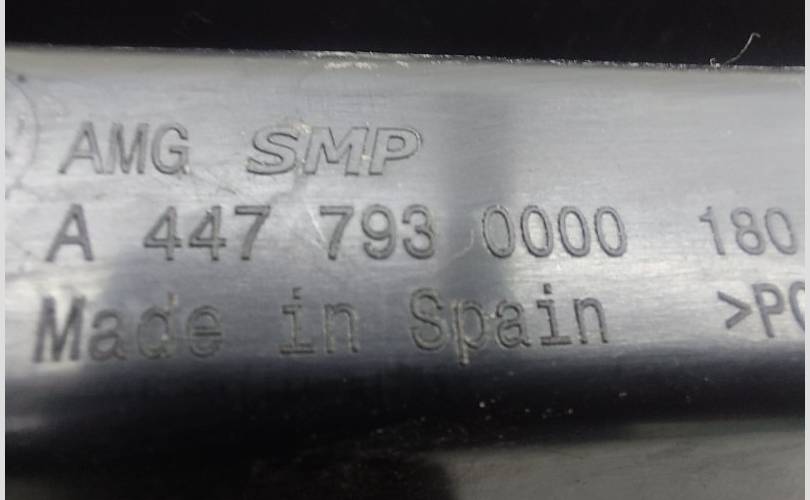 AMG SMP
A 447 793 0000 180
Made in Spain